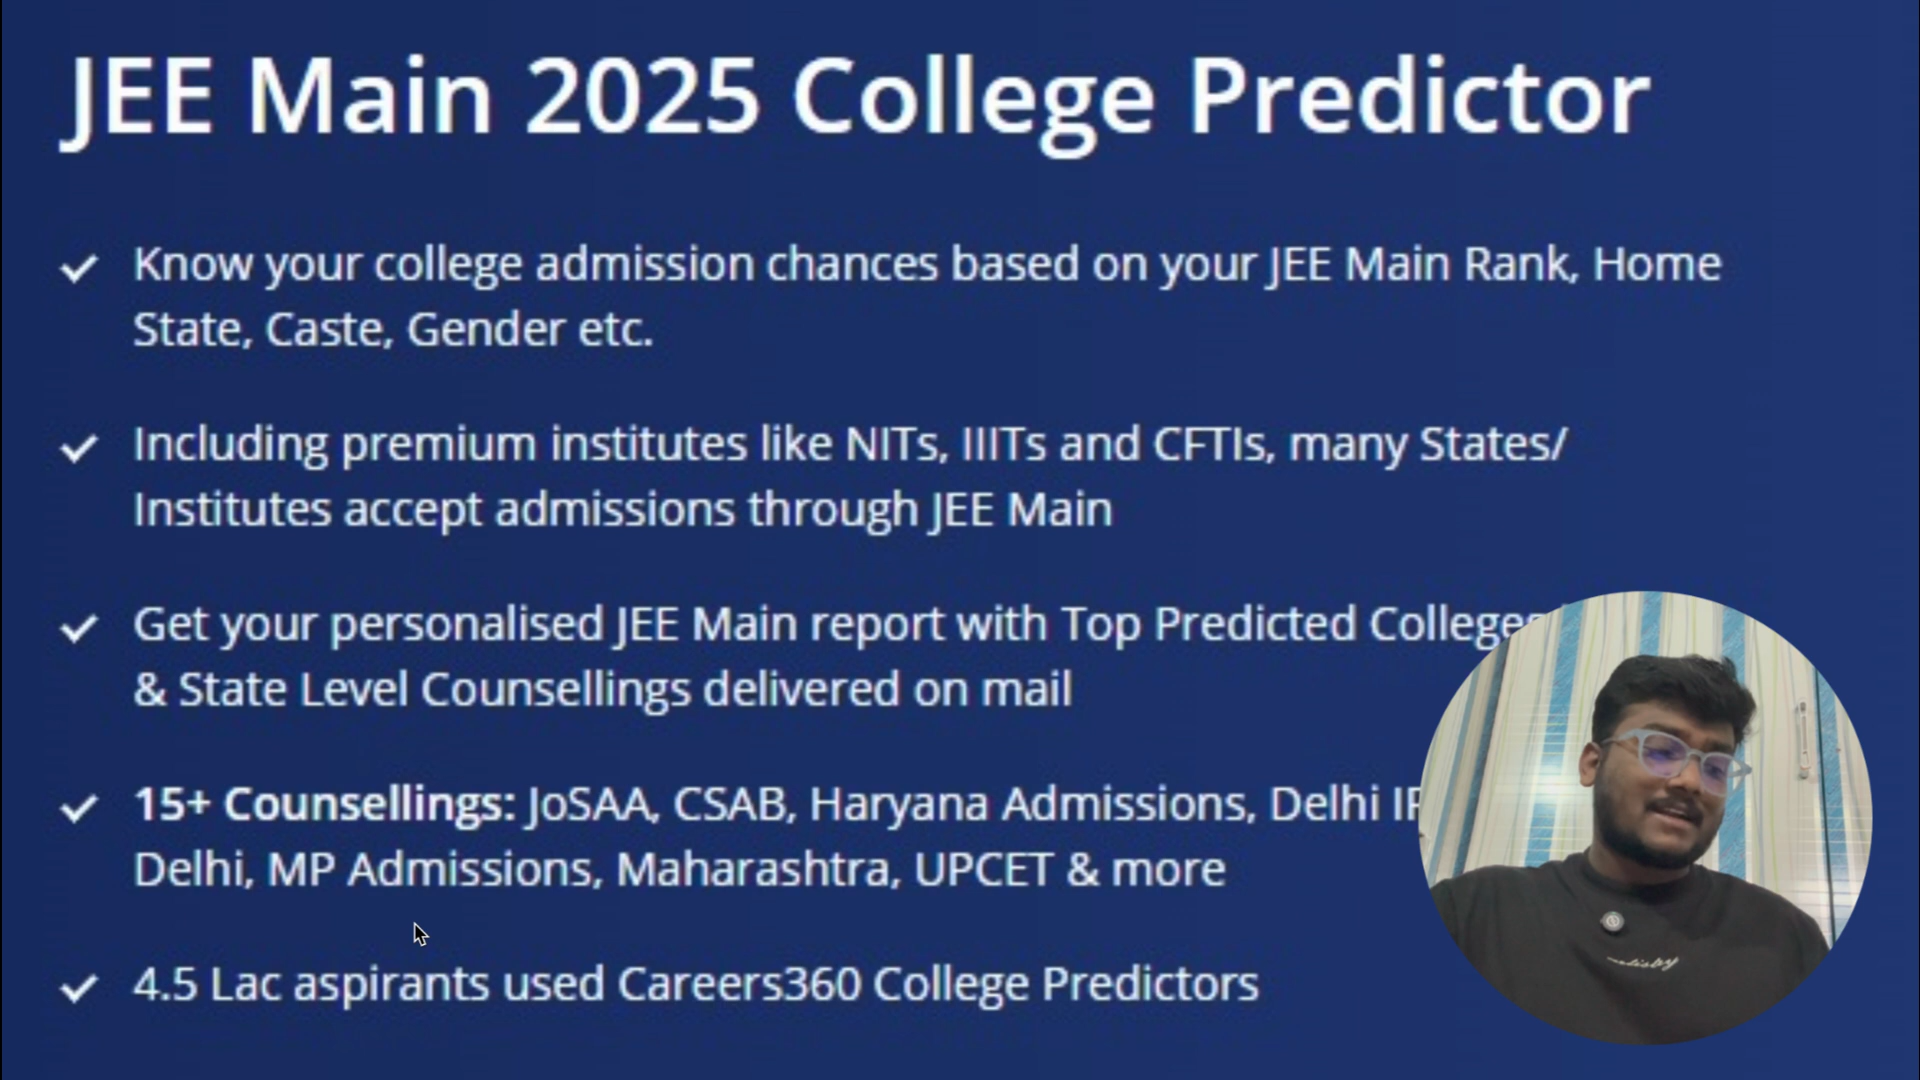 JEE Main 2025 College Predictor
Know your college admission chances based on your JEE Main Rank, Home
State, Caste, Gender etc.
Including premium institutes like NITs, IIITs and CFTIs, many States/
Institutes accept admissions through JEE Main
Get your personalised JEE Main report with Top Predicted Colleges
& State Level Counsellings delivered on mail
15+ Counsellings: JoSAA, CSAB, Haryana Admissions, Delhi
Delhi, MP Admissions, Maharashtra, UPCET & more
4.5 Lac aspirants used Careers360 College Predictors